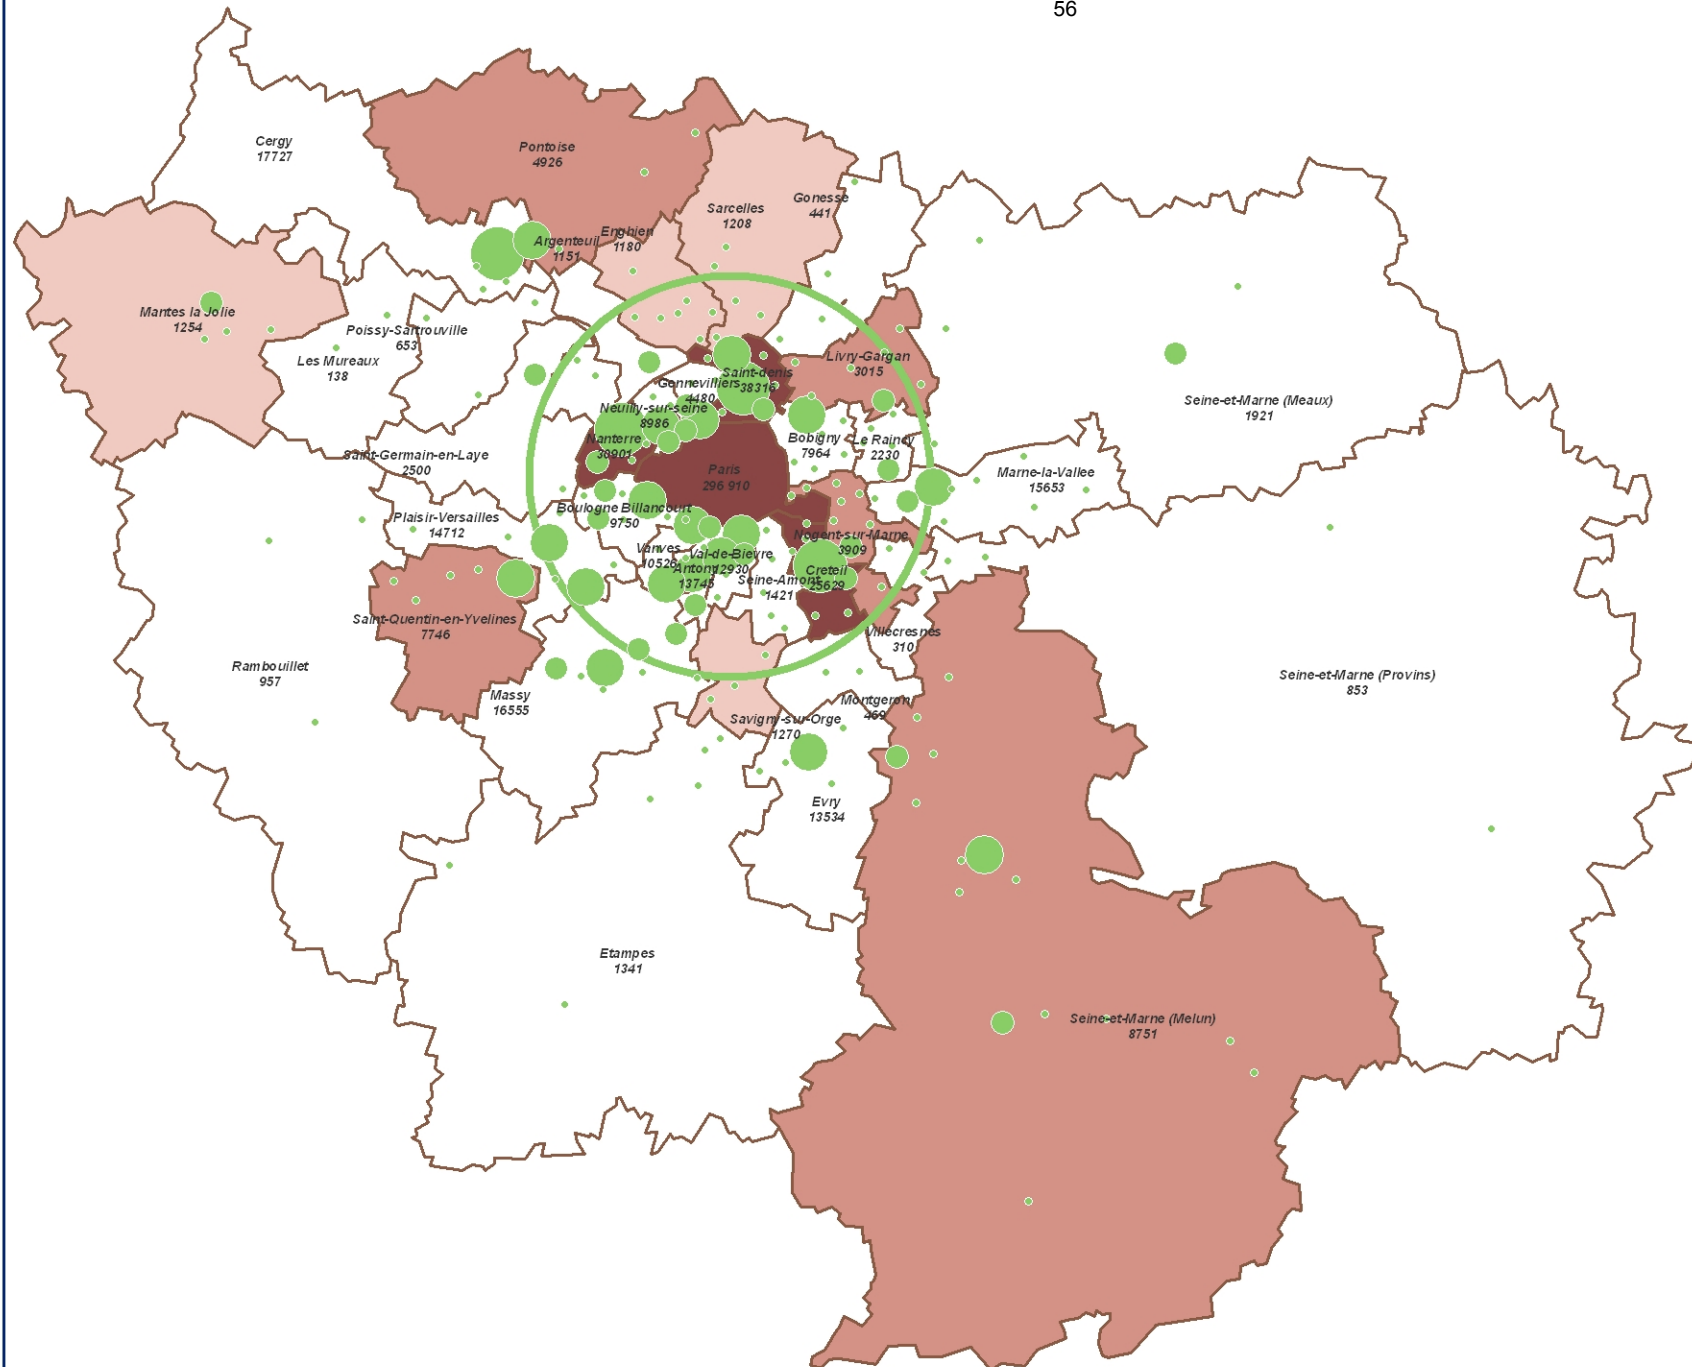 56
Cergy
17727
Pontoise
4926
Sarcelles
1208
Gonesse
441
Enghien
1180
Argenteuil
1151
Mantes la Jolie
1254
Poissy-Sartrouville
653
Les Mureaux
138
Livry-Gargan
3015
Saint-denis
38316
Gennevilliers
4480
Neuilly-sur-seine
8986
Seine-et-Marne (Meaux)
1921
Nanterre
30901
Bobigny
7964
Le Raincy
2230
Saint-Germain-en-Laye
2500
Paris
296 910
Marne-la-Vallee
15653
Plaisir-Versailles
14712
Boulogne Billancourt
9750
Nogent-sur-Marne
3909
Vanves
10526
Val-de-Bievre
12930
Antony
13745
Seine-Amont
1421
Creteil
25629
Saint-Quentin-en-Yvelines
7746
Villecresnes
310
Rambouillet
957
Seine-et-Marne (Provins)
853
Massy
16555
Montgeron
469
Savigny-sur-Orge
1270
Evry
13534
Etampes
1341
Seine-et-Marne (Melun)
8751